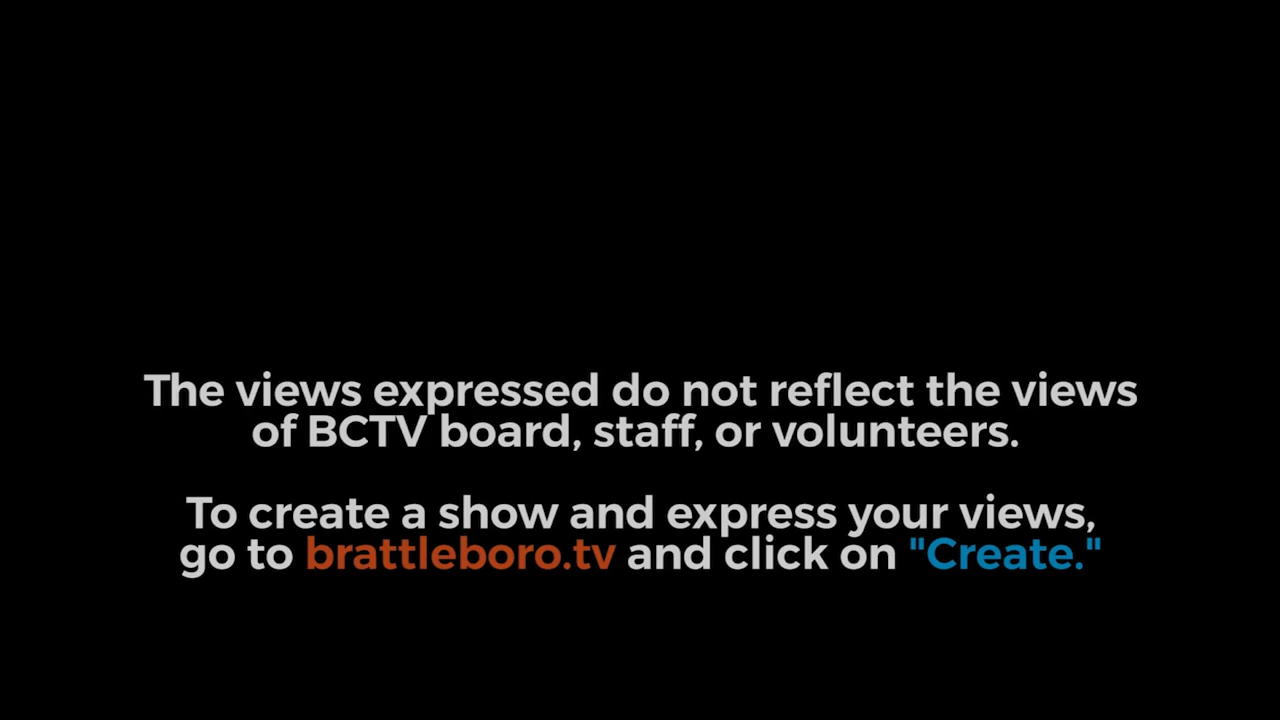 The views expressed do not reflect the views
of BCTV board, staff, or volunteers.
To create a show and express your views,
go to brattleboro.tv and click on "Create."